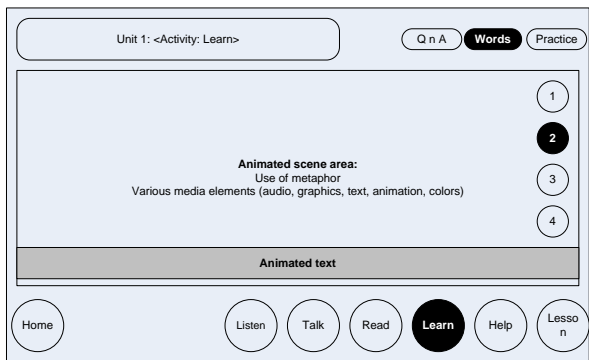 Unit 1: <Activity: Learn>
Q n A
Words
Practice
1
2
3
4
Animated scene area:
Use of metaphor
Various media elements (audio, graphics, text, animation, colors)
Animated text
Home
Listen
Talk
Read
Learn
Help
Lesso
n